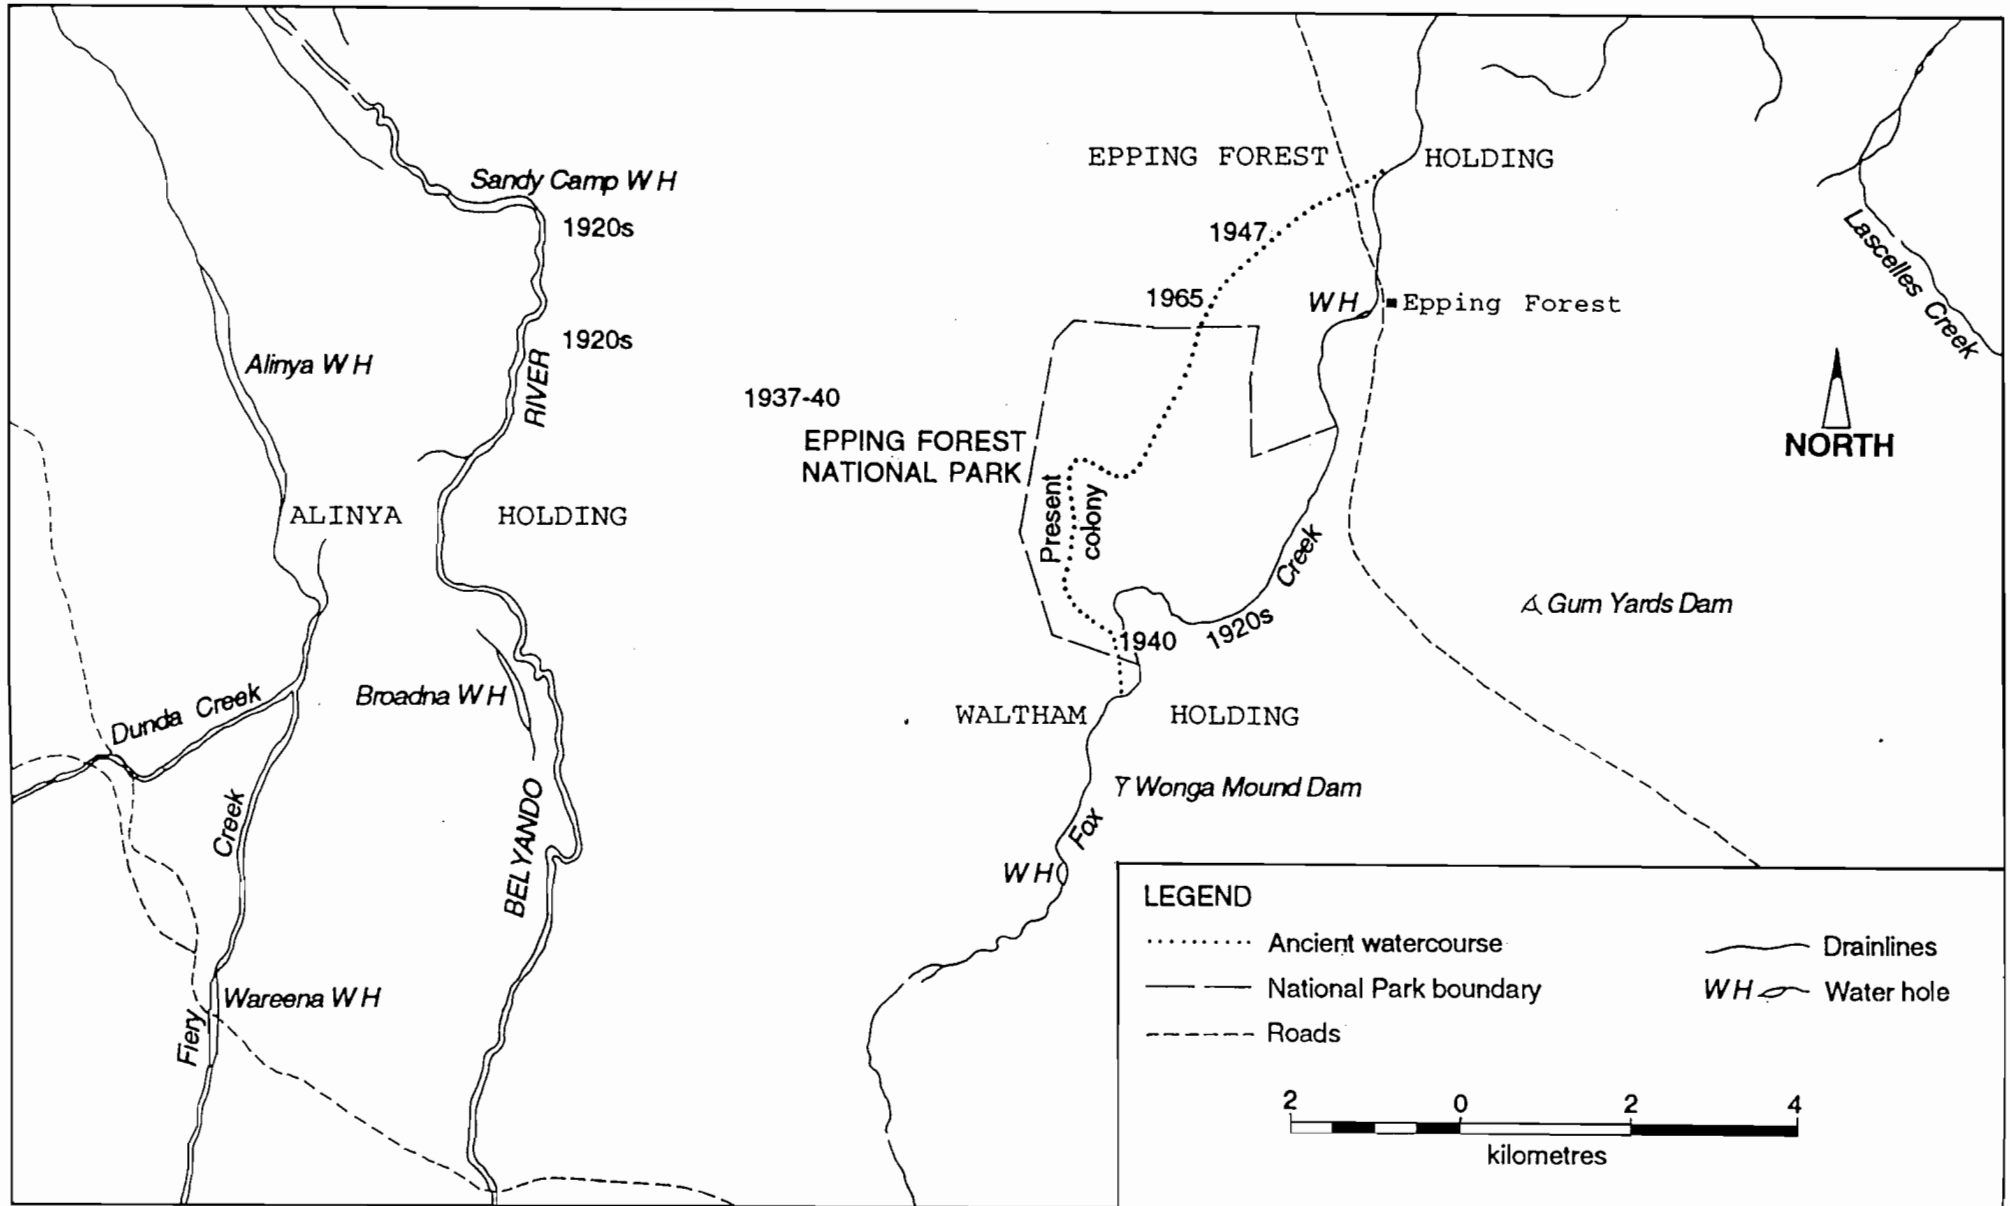 EPPING FOREST HOLDING
Sandy Camp W H
1920s
1947
Lascelles Creek
1965
W H
Epping Forest
1920s
Alinya W H
RIVER
1937-40
EPPING FOREST
NATIONAL PARK
NORTH
Present
colony
ALINYA HOLDING
Creek
Gum Yards Dam
1920s
1940
Broadna W H
Dunda Creek
WALTHAM HOLDING
Wonga Mound Dam
Creek
BELYANDO
Fox
W H
Wareena W H
Fiery
LEGEND
Ancient watercourse
Drainlines
National Park boundary
W H Water hole
Roads
2 0 2 4
kilometres